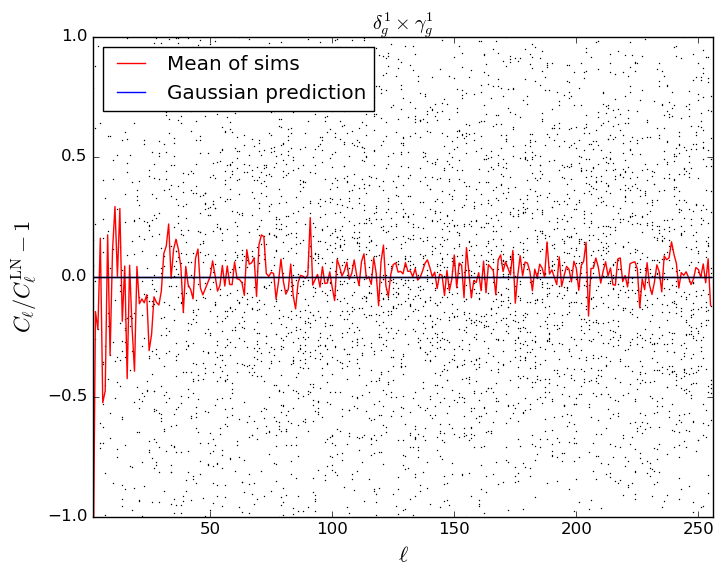 δ_g^1 × γ_g^1
1.0
Mean of sims
Gaussian prediction
0.5
0.0
−0.5
−1.0
C_ℓ/C_ℓ^LN − 1
50 100 150 200 250
ℓ